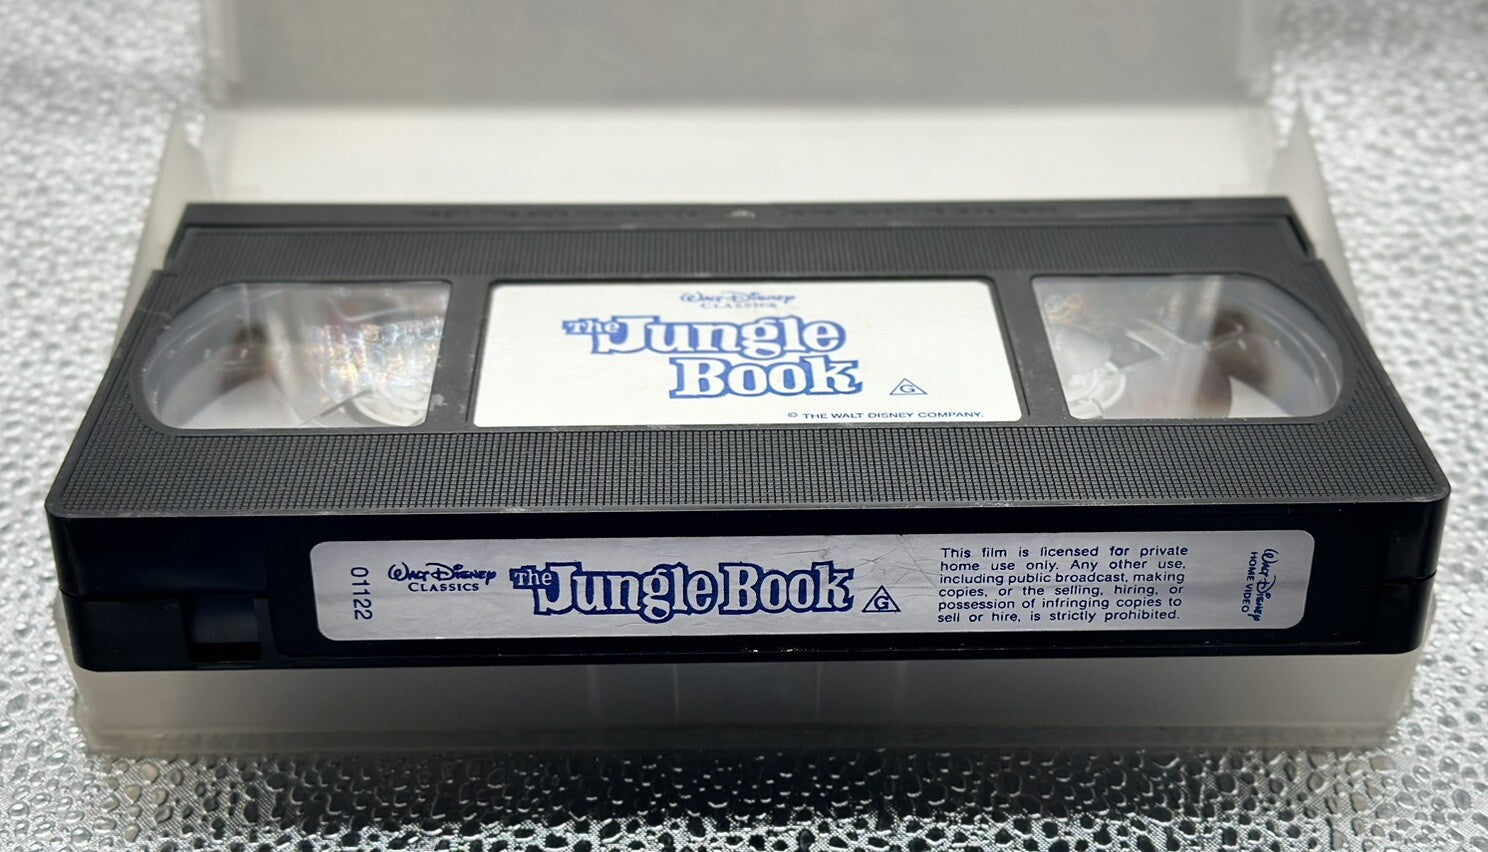 Walt Disney
CLASSICS
The Jungle
Book
G
© THE WALT DISNEY COMPANY.
01122
Walt Disney
CLASSICS
The Jungle Book
G
This film is licensed for private
home use only. Any other use,
including public broadcast, making
copies, or the selling, hiring, or
possession of infringing copies to
sell or hire, is strictly prohibited.
Walt Disney
HOME VIDEO